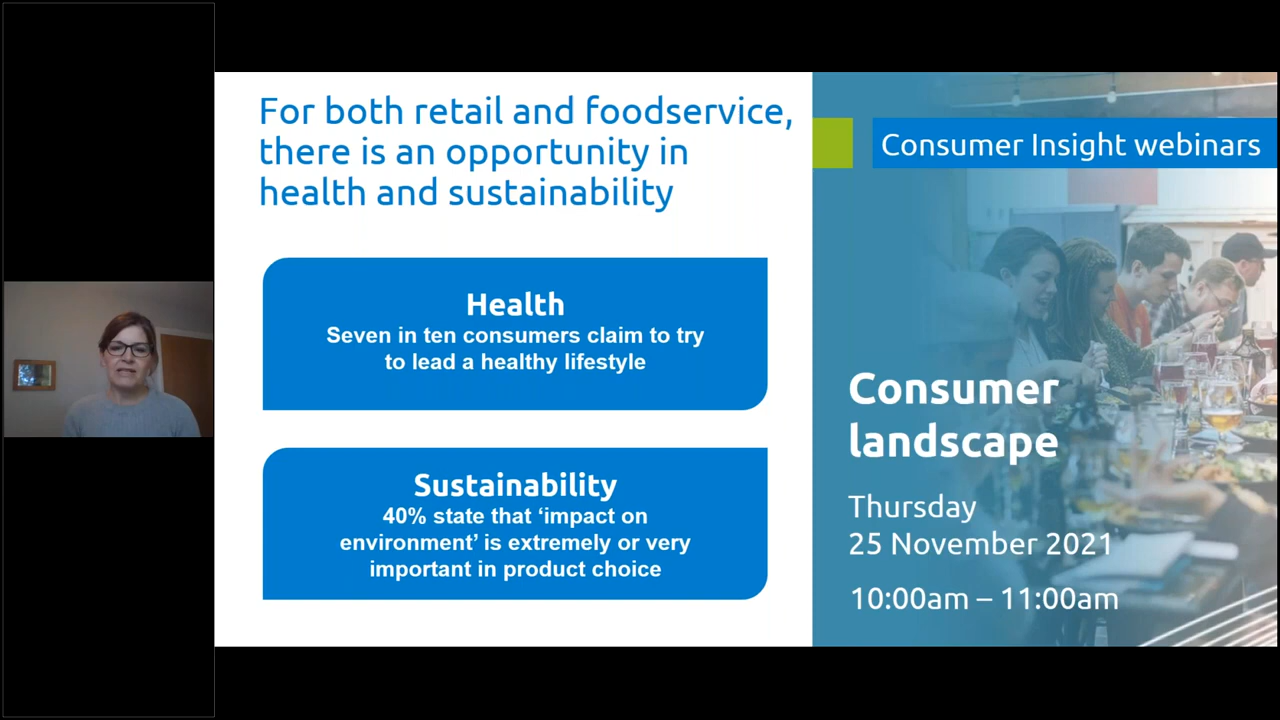 For both retail and foodservice,
there is an opportunity in
health and sustainability
Health
Seven in ten consumers claim to try
to lead a healthy lifestyle
Sustainability
40% state that ‘impact on
environment’ is extremely or very
important in product choice
Consumer Insight webinars
Consumer
landscape
Thursday
25 November 2021
10:00am – 11:00am